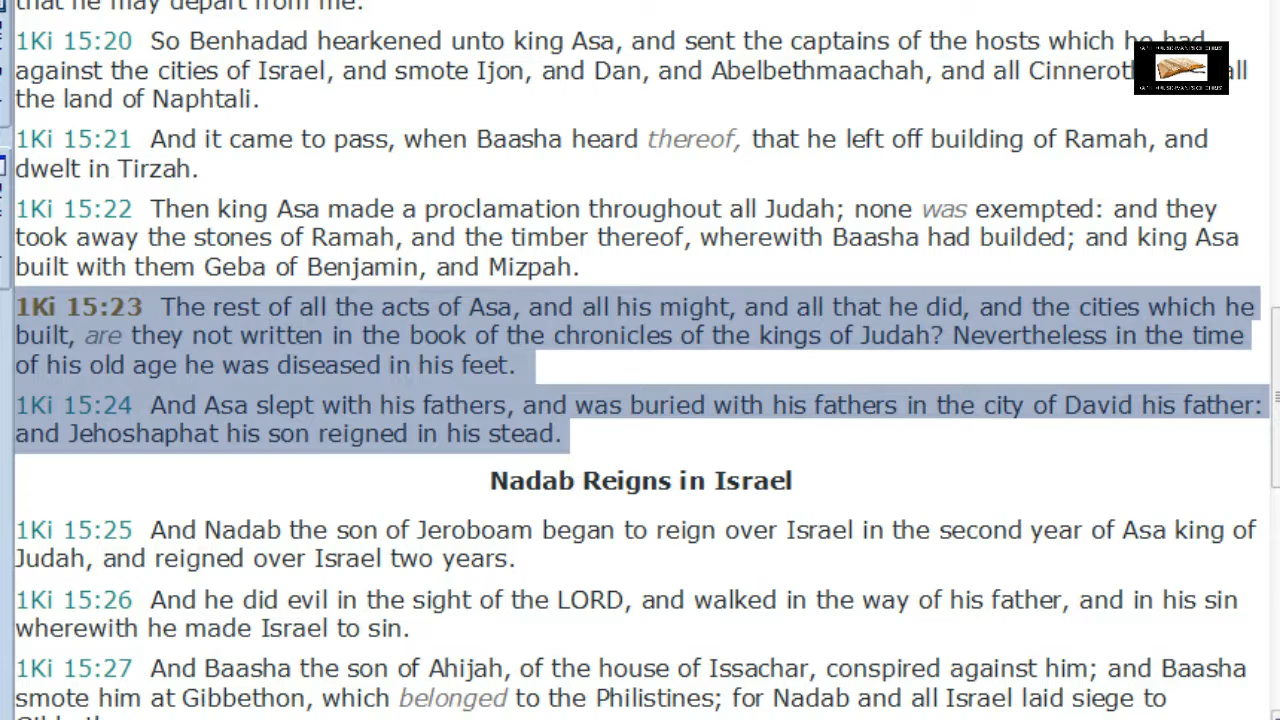 that he may depart from me.
1Ki 15:20 So Benhadad hearkened unto king Asa, and sent the captains of the hosts which he had
against the cities of Israel, and smote Ijon, and Dan, and Abelbethmaachah, and all Cinneroth all
the land of Naphtali.
1Ki 15:21 And it came to pass, when Baasha heard thereof, that he left off building of Ramah, and
dwelt in Tirzah.
1Ki 15:22 Then king Asa made a proclamation throughout all Judah; none was exempted: and they
took away the stones of Ramah, and the timber thereof, wherewith Baasha had builded; and king Asa
built with them Geba of Benjamin, and Mizpah.
1Ki 15:23 The rest of all the acts of Asa, and all his might, and all that he did, and the cities which he
built, are they not written in the book of the chronicles of the kings of Judah? Nevertheless in the time
of his old age he was diseased in his feet.
1Ki 15:24 And Asa slept with his fathers, and was buried with his fathers in the city of David his father:
and Jehoshaphat his son reigned in his stead.
Nadab Reigns in Israel
1Ki 15:25 And Nadab the son of Jeroboam began to reign over Israel in the second year of Asa king of
Judah, and reigned over Israel two years.
1Ki 15:26 And he did evil in the sight of the LORD, and walked in the way of his father, and in his sin
wherewith he made Israel to sin.
1Ki 15:27 And Baasha the son of Ahijah, of the house of Issachar, conspired against him; and Baasha
smote him at Gibbethon, which belonged to the Philistines; for Nadab and all Israel laid siege to